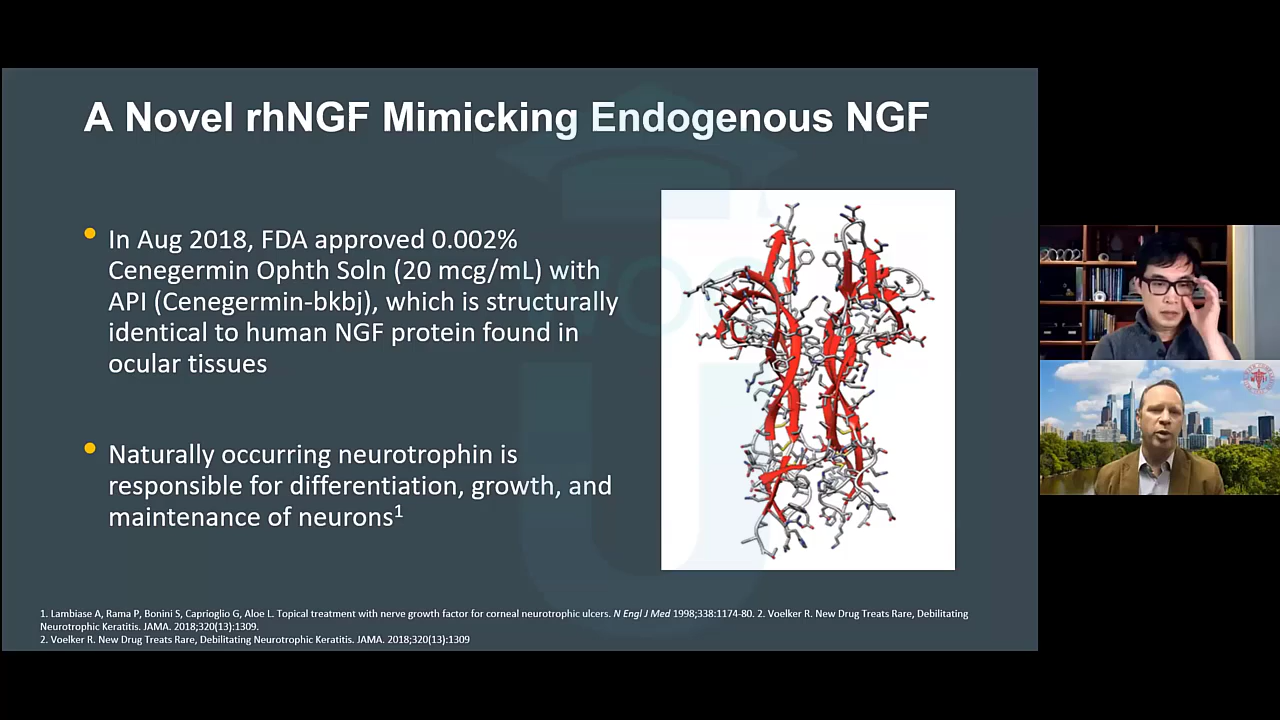 A Novel rhNGF Mimicking Endogenous NGF
In Aug 2018, FDA approved 0.002%
Cenegermin Ophth Soln (20 mcg/mL) with
API (Cenegermin-bkbj), which is structurally
identical to human NGF protein found in
ocular tissues
Naturally occurring neurotrophin is
responsible for differentiation, growth, and
maintenance of neurons1
1. Lambiase A, Rama P, Bonini S, Caprioglio G, Aloe L. Topical treatment with nerve growth factor for corneal neurotrophic ulcers. N Engl J Med 1998;338:1174-80. 2. Voelker R. New Drug Treats Rare, Debilitating
Neurotrophic Keratitis. JAMA. 2018;320(13):1309.
2. Voelker R. New Drug Treats Rare, Debilitating Neurotrophic Keratitis. JAMA. 2018;320(13):1309